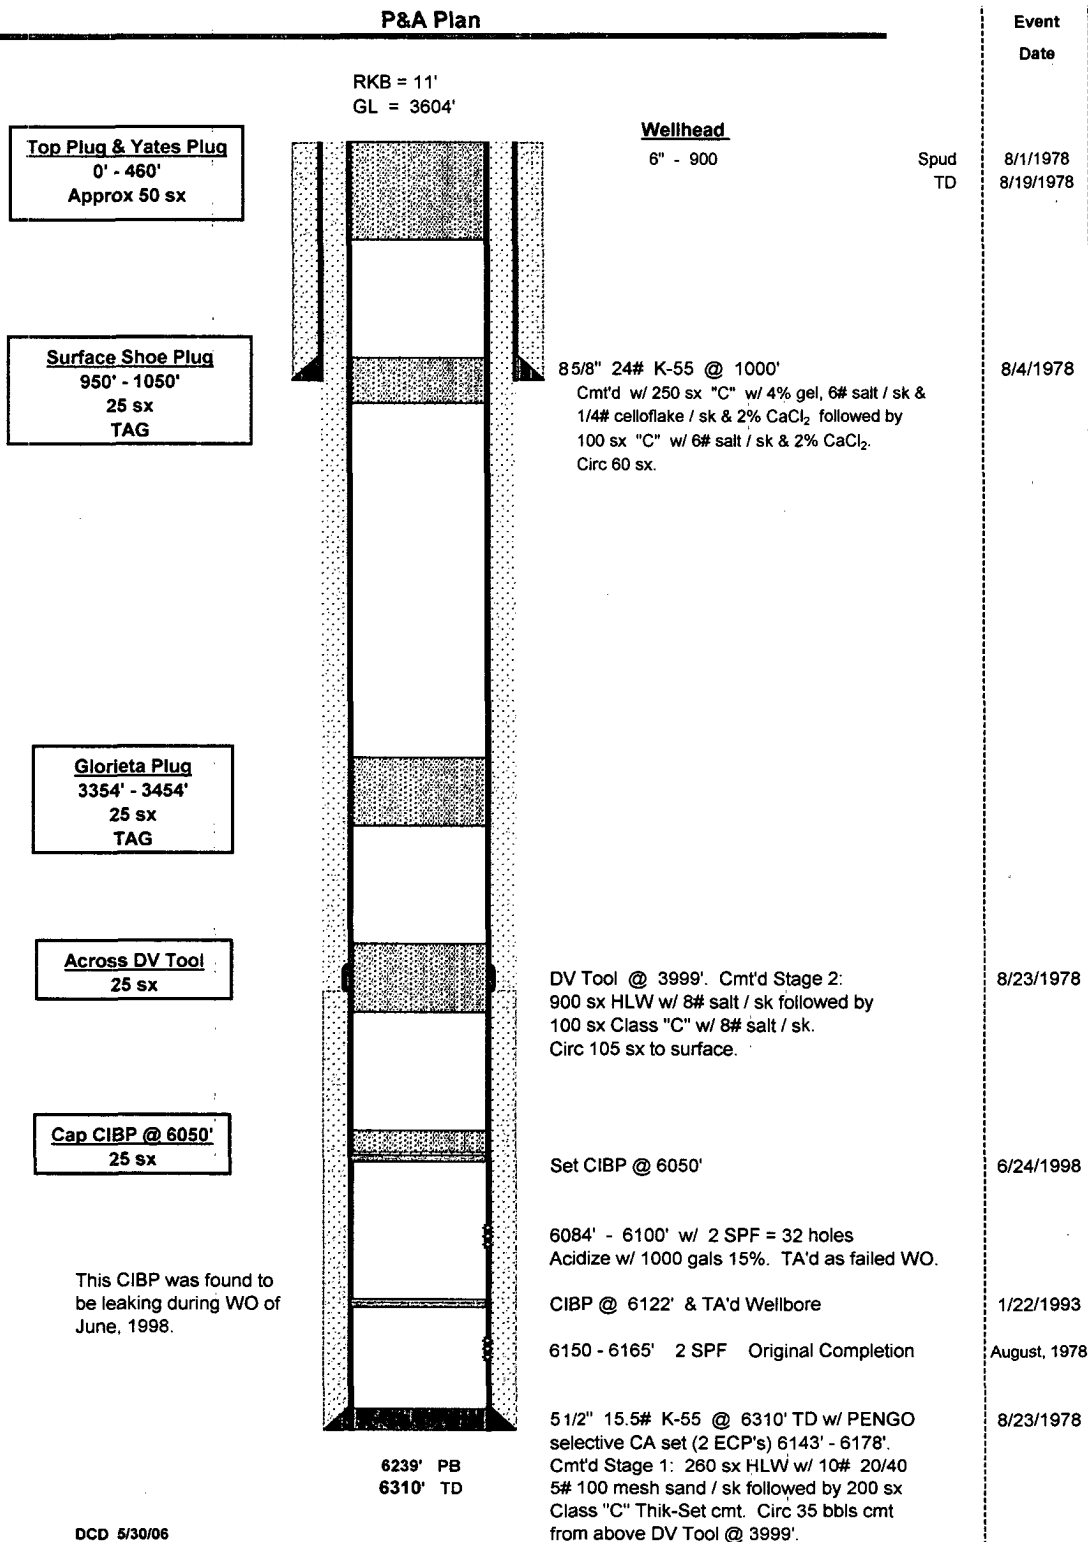 P&A Plan
Event
Date
RKB = 11'
GL = 3604'
Top Plug & Yates Plug
0' - 460'
Approx 50 sx
Wellhead
6" - 900
Spud 8/1/1978
TD 8/19/1978
Surface Shoe Plug
950' - 1050'
25 sx
TAG
8 5/8" 24# K-55 @ 1000' 8/4/1978
Cmt'd w/ 250 sx "C" w/ 4% gel, 6# salt / sk &
1/4# celloflake / sk & 2% CaCl₂ followed by
100 sx "C" w/ 6# salt / sk & 2% CaCl₂.
Circ 60 sx.
Glorieta Plug
3354' - 3454'
25 sx
TAG
Across DV Tool
25 sx
DV Tool @ 3999'. Cmt'd Stage 2: 8/23/1978
900 sx HLW w/ 8# salt / sk followed by
100 sx Class "C" w/ 8# salt / sk.
Circ 105 sx to surface.
Cap CIBP @ 6050'
25 sx
Set CIBP @ 6050' 6/24/1998
6084' - 6100' w/ 2 SPF = 32 holes
Acidize w/ 1000 gals 15%. TA'd as failed WO.
This CIBP was found to
be leaking during WO of
June, 1998.
CIBP @ 6122' & TA'd Wellbore 1/22/1993
6150 - 6165' 2 SPF Original Completion August, 1978
5 1/2" 15.5# K-55 @ 6310' TD w/ PENGO 8/23/1978
selective CA set (2 ECP's) 6143' - 6178'.
Cmt'd Stage 1: 260 sx HLW w/ 10# 20/40
5# 100 mesh sand / sk followed by 200 sx
Class "C" Thik-Set cmt. Circ 35 bbls cmt
from above DV Tool @ 3999'.
6239' PB
6310' TD
DCD 5/30/06